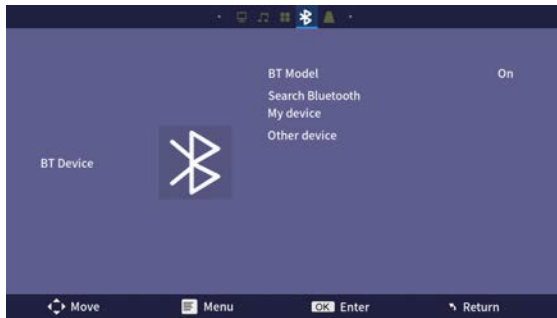 BT Model On
Search Bluetooth
My device
Other device
BT Device
Move Menu OK Enter Return